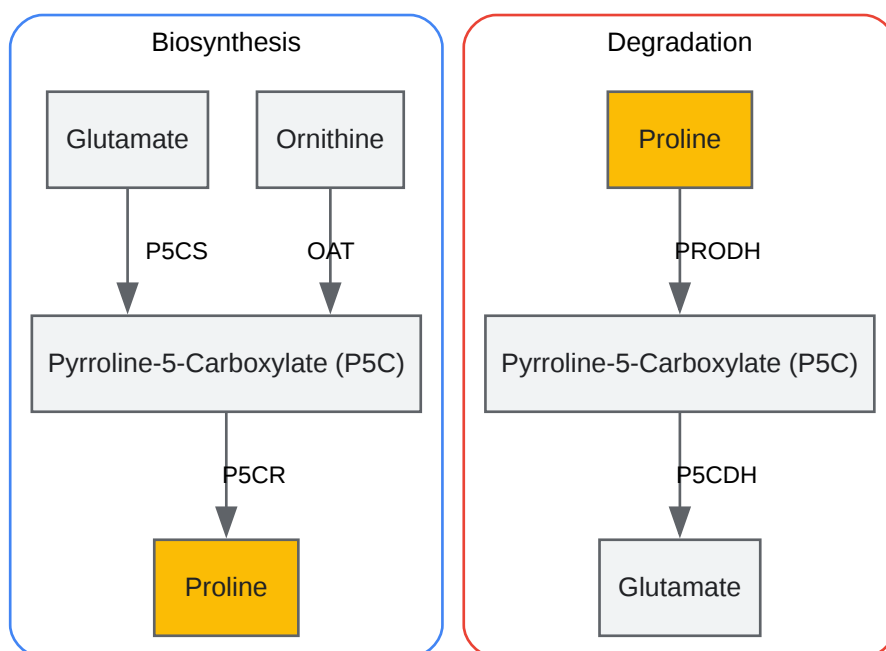 Biosynthesis
Glutamate
Ornithine
P5CS
OAT
Pyrroline-5-Carboxylate (P5C)
P5CR
Proline
Degradation
Proline
PRODH
Pyrroline-5-Carboxylate (P5C)
P5CDH
Glutamate